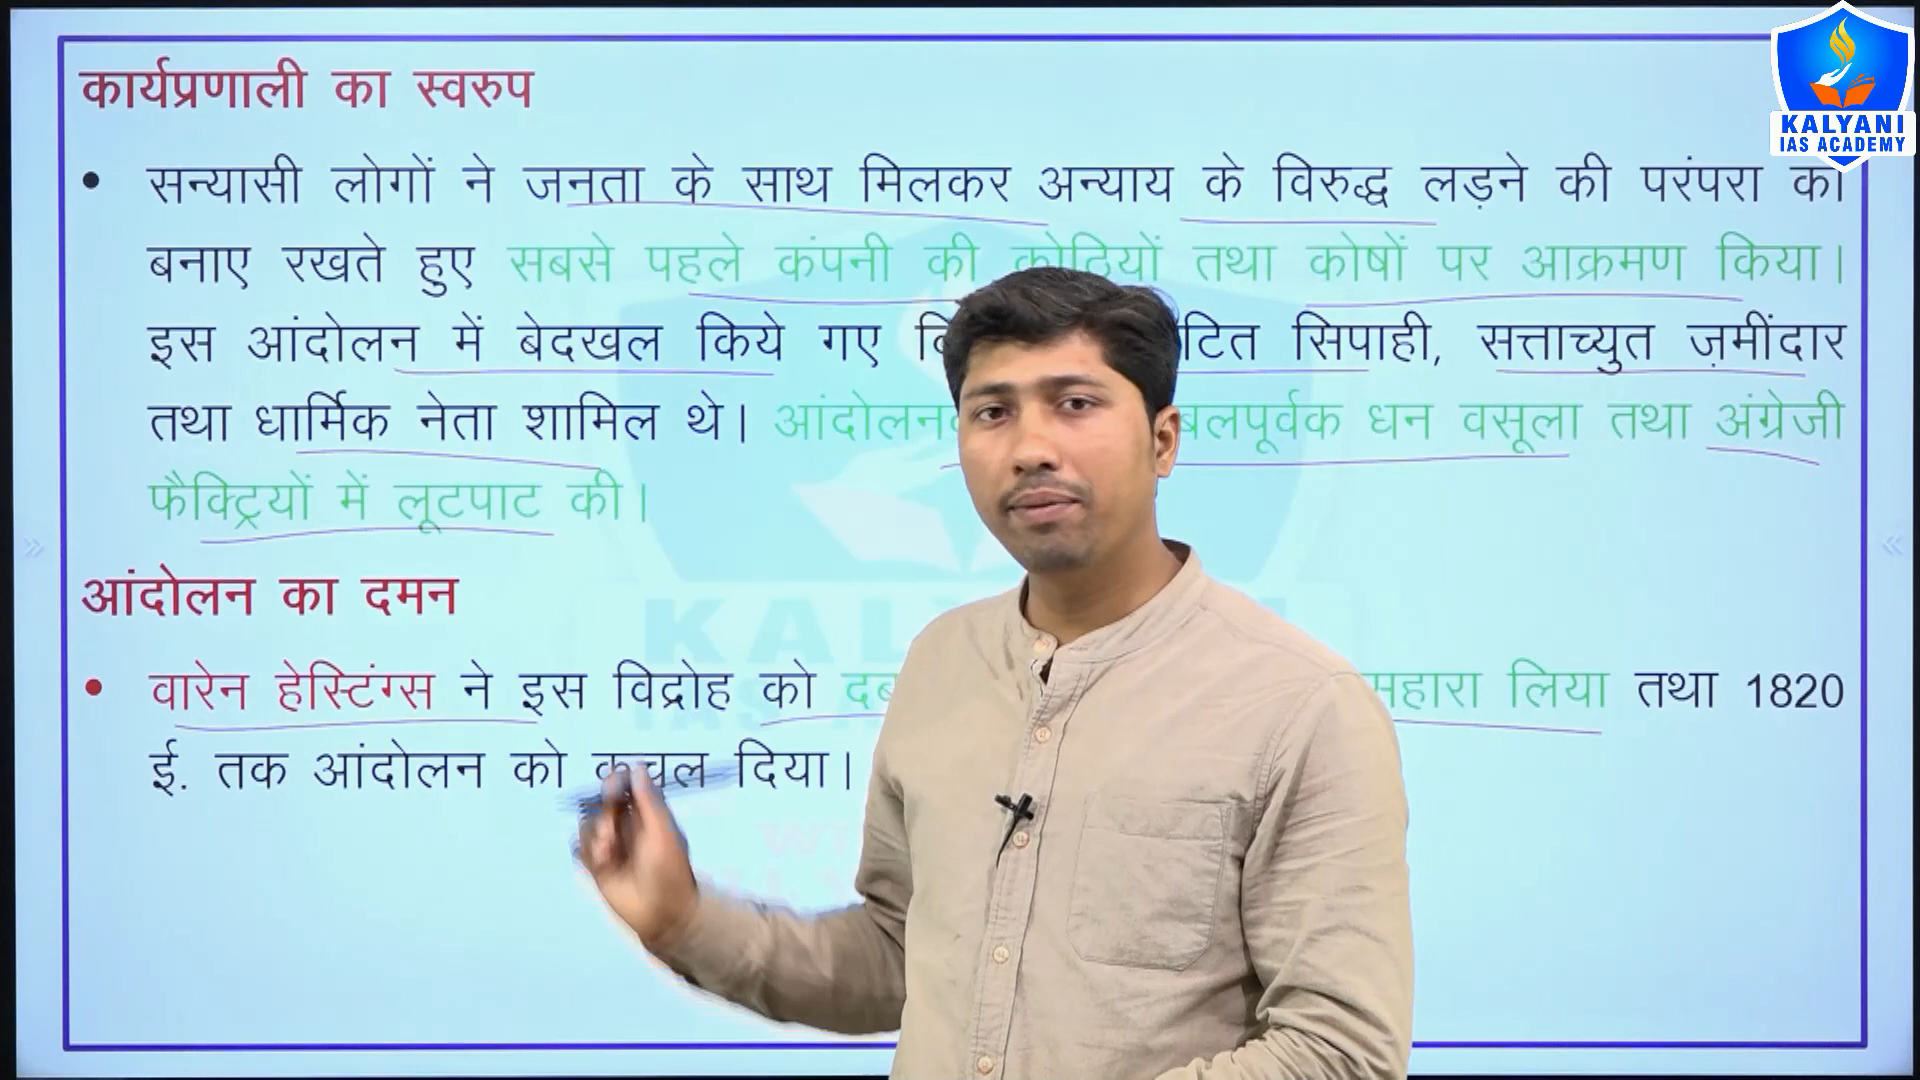 KALYANI
IAS ACADEMY
कार्यप्रणाली का स्वरुप
• सन्यासी लोगों ने जनता के साथ मिलकर अन्याय के विरुद्ध लड़ने की परंपरा को
बनाए रखते हुए सबसे पहले कंपनी की कोठियों तथा कोषों पर आक्रमण किया।
इस आंदोलन में बेदखल किये गए टित सिपाही, सत्ताच्युत ज़मींदार
तथा धार्मिक नेता शामिल थे। बलपूर्वक धन वसूला तथा अंग्रेजी
फैक्ट्रियों में लूटपाट की।
आंदोलन का दमन
• वारेन हेस्टिंग्स ने इस विद्रोह को सहारा लिया तथा 1820
ई. तक आंदोलन को कुचल दिया।